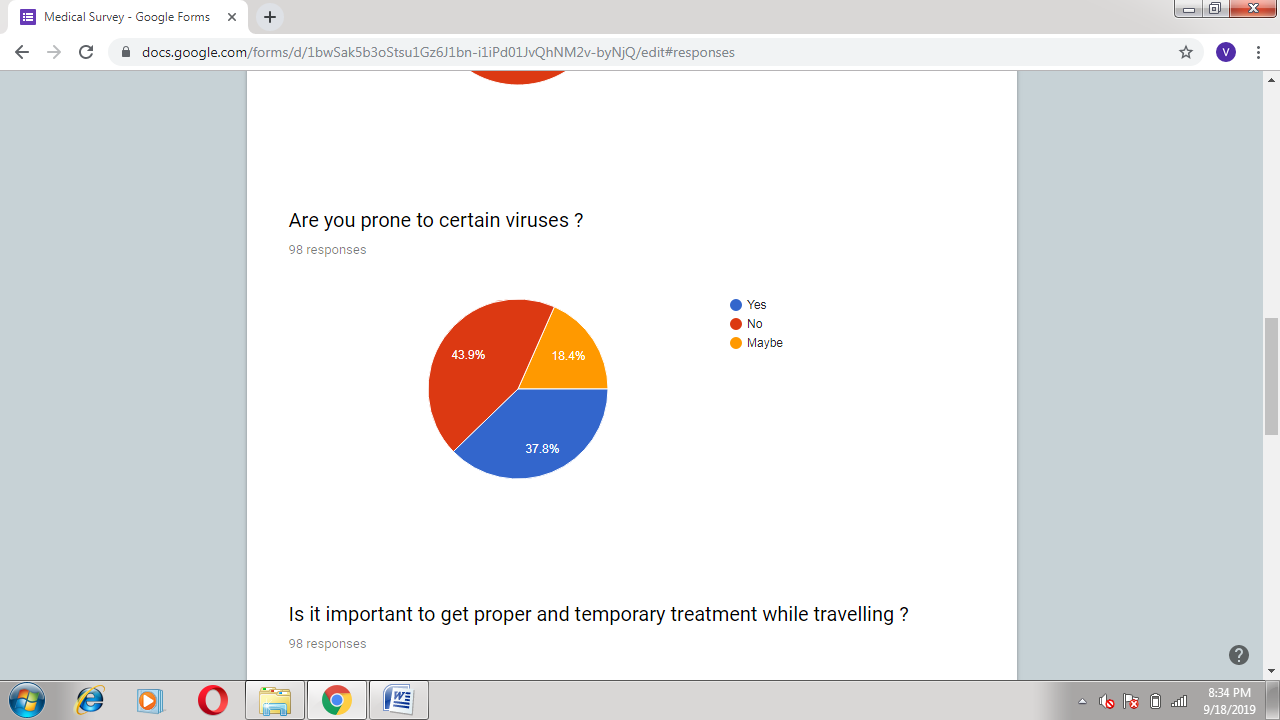 Medical Survey - Google Forms
docs.google.com/forms/d/1bwSak5b3oStsu1Gz6J1bn-i1iPd01JvQhNM2v-byNjQ/edit#responses
V
Are you prone to certain viruses ?
98 responses
Yes
No
Maybe
43.9%
18.4%
37.8%
Is it important to get proper and temporary treatment while travelling ?
98 responses
8:34 PM
9/18/2019